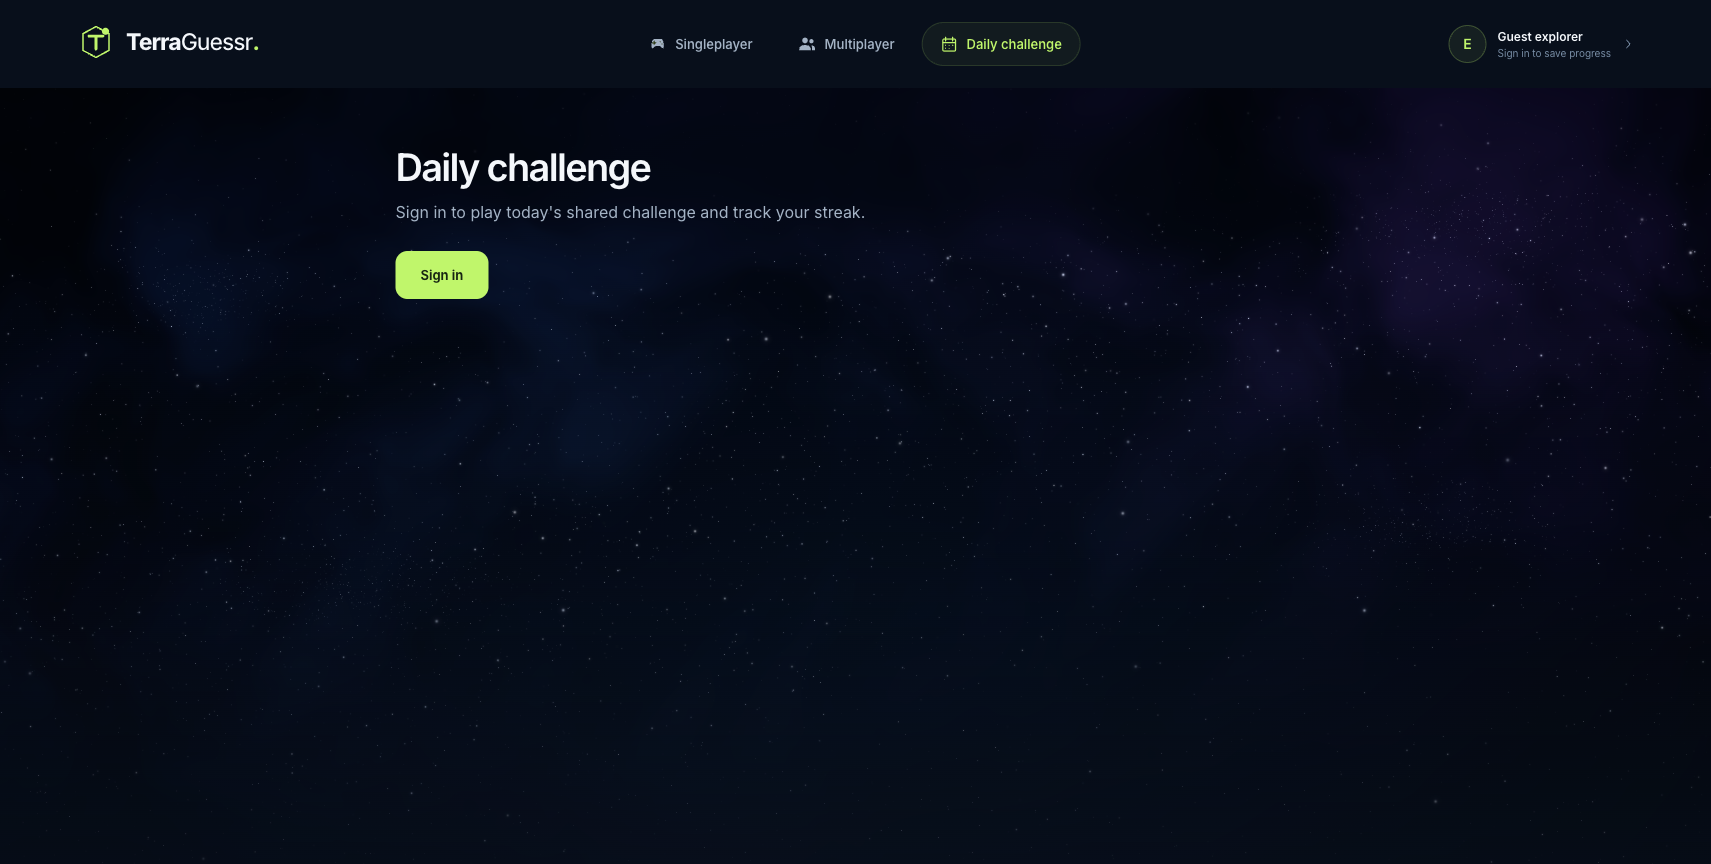 TerraGuessr.
Singleplayer
Multiplayer
Daily challenge
E
Guest explorer
Sign in to save progress
Daily challenge
Sign in to play today's shared challenge and track your streak.
Sign in